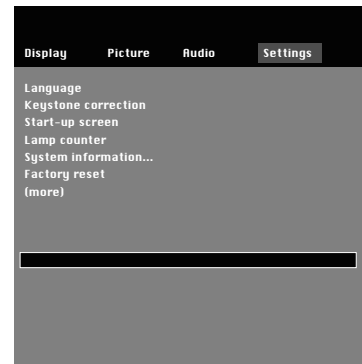 Display Picture Audio Settings
Language
Keystone correction
Start-up screen
Lamp counter
System information...
Factory reset
(more)